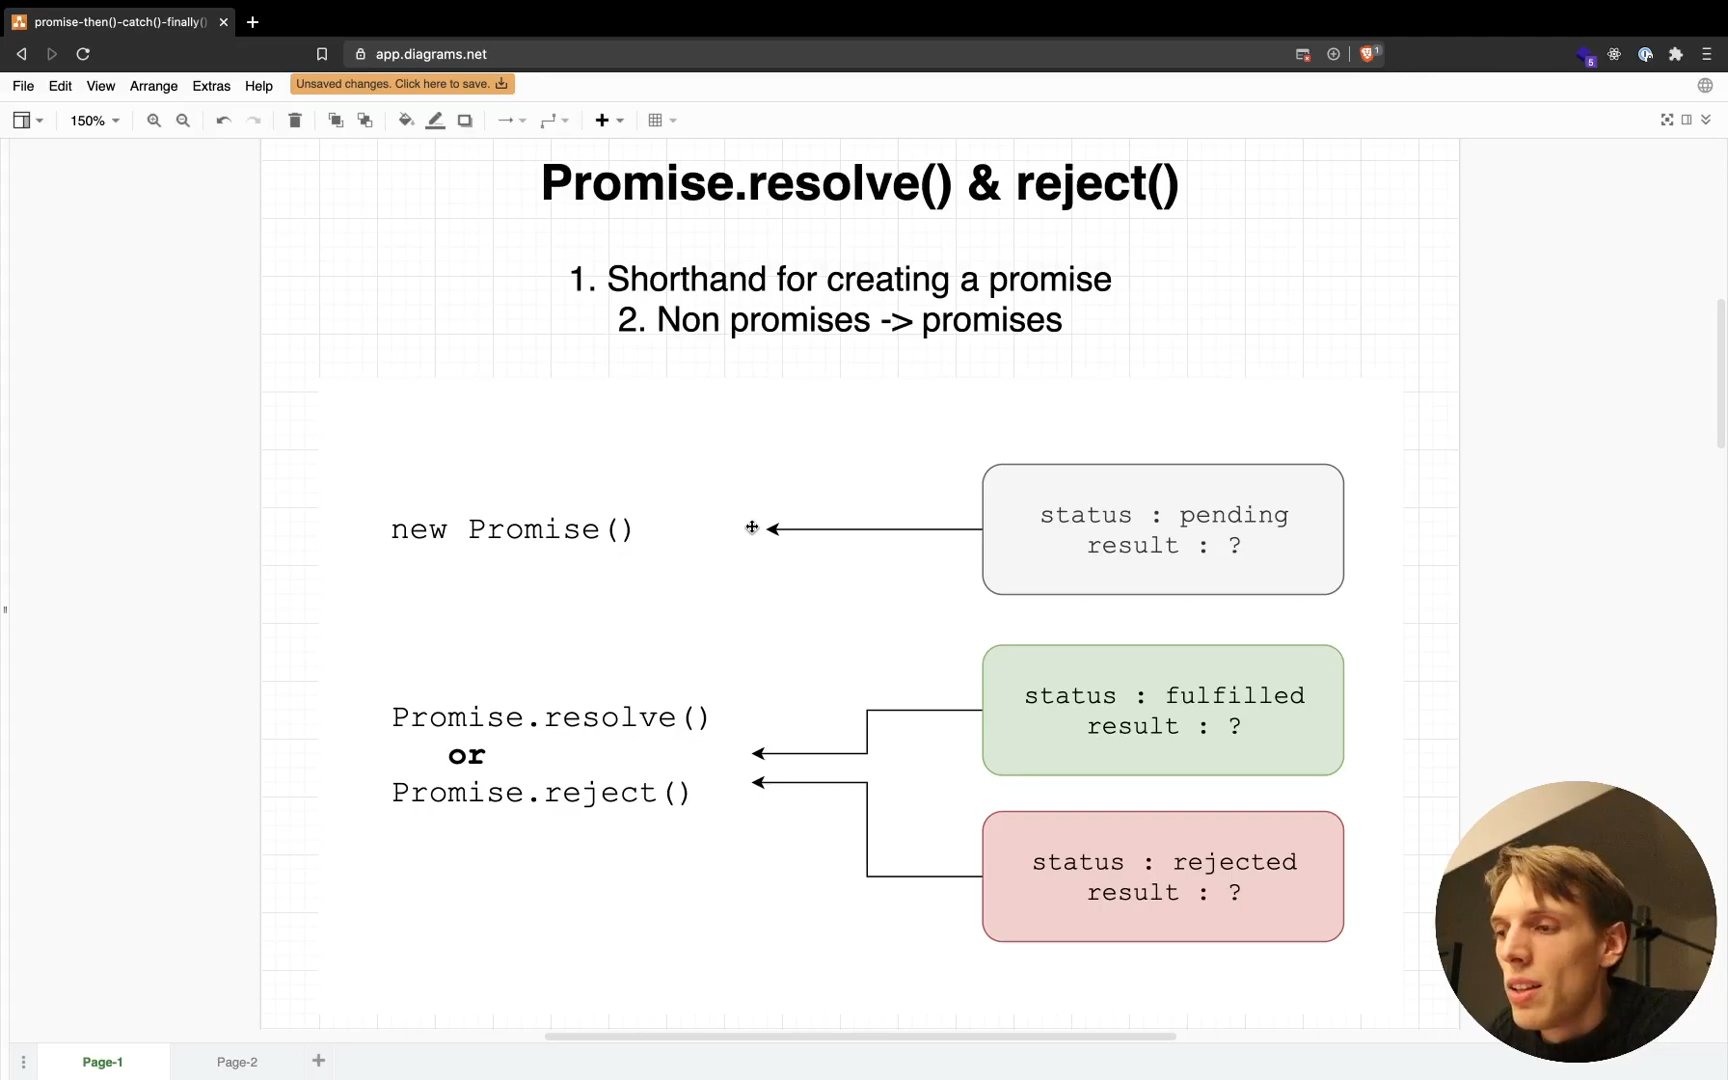 promise-then()-catch()-finally()
app.diagrams.net
1
5
File Edit View Arrange Extras Help Unsaved changes. Click here to save.
150%
Promise.resolve() & reject()
1. Shorthand for creating a promise
2. Non promises -> promises
new Promise()
status : pending
result : ?
Promise.resolve()
or
Promise.reject()
status : fulfilled
result : ?
status : rejected
result : ?
Page-1 Page-2